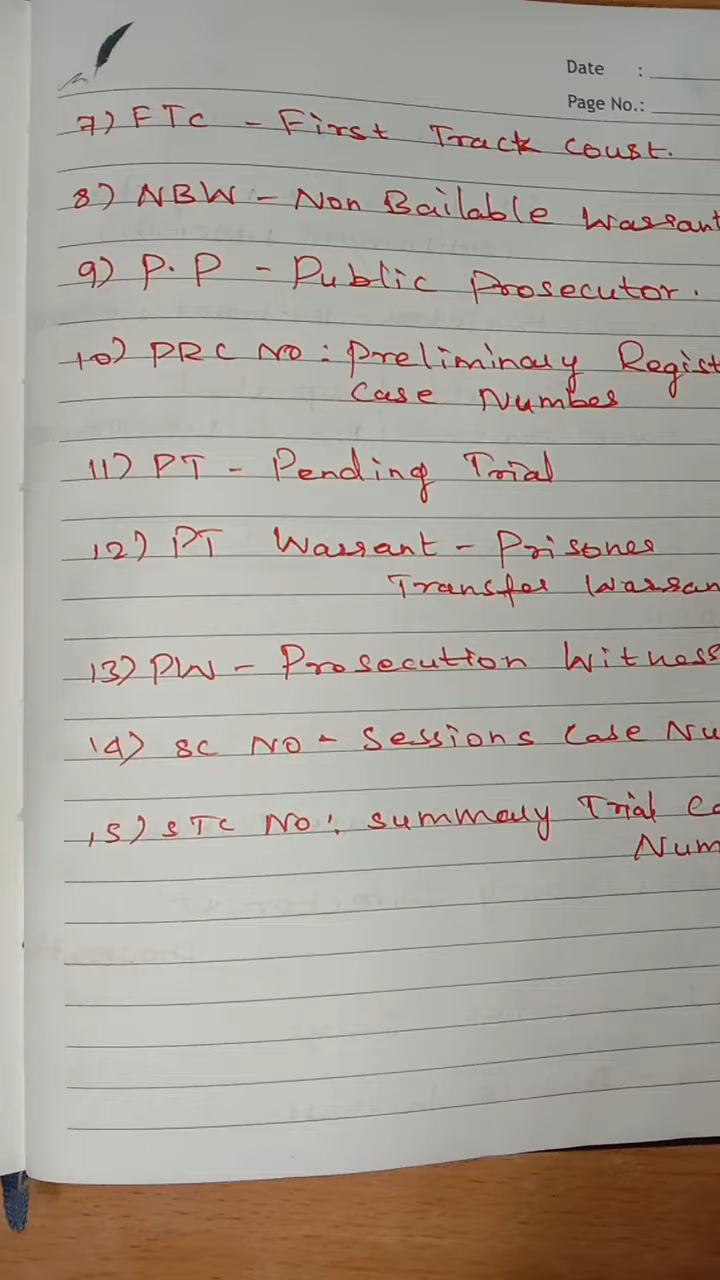 Date :
Page No.:
7) FTC - First Track Court.
8) NBW - Non Bailable Warrant
9) P.P - Public Prosecutor.
10) PRC NO : Preliminary Regist
Case Number
11) PT - Pending Trial
12) PT Warrant - Prisoner
Transfer Warran
13) PW - Prosecution Witness
14) SC NO - Sessions Case Nu
15) STC NO: Summary Trial Ca
Num